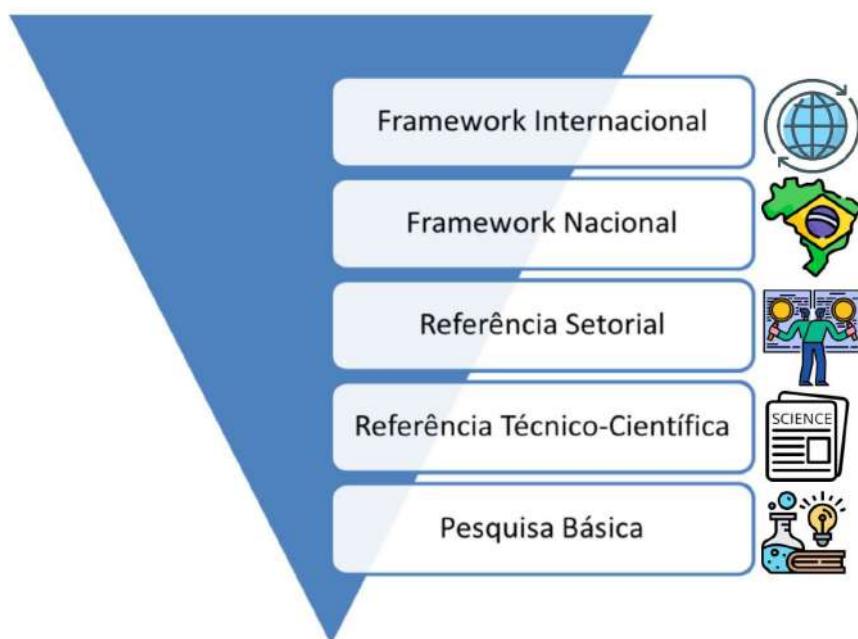 Framework Internacional
Framework Nacional
Referência Setorial
Referência Técnico-Científica
SCIENCE
Pesquisa Básica